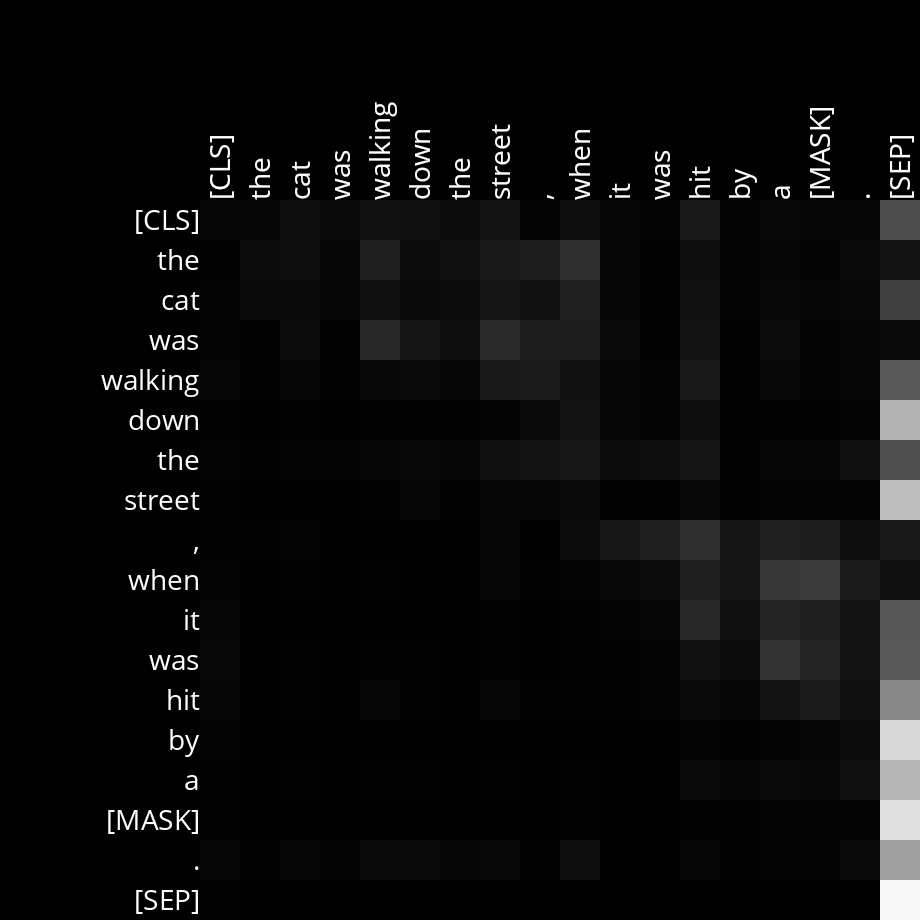 [CLS] the cat was walking down the street , when it was hit by a [MASK] . [SEP]
[CLS]
the
cat
was
walking
down
the
street
,
when
it
was
hit
by
a
[MASK]
.
[SEP]